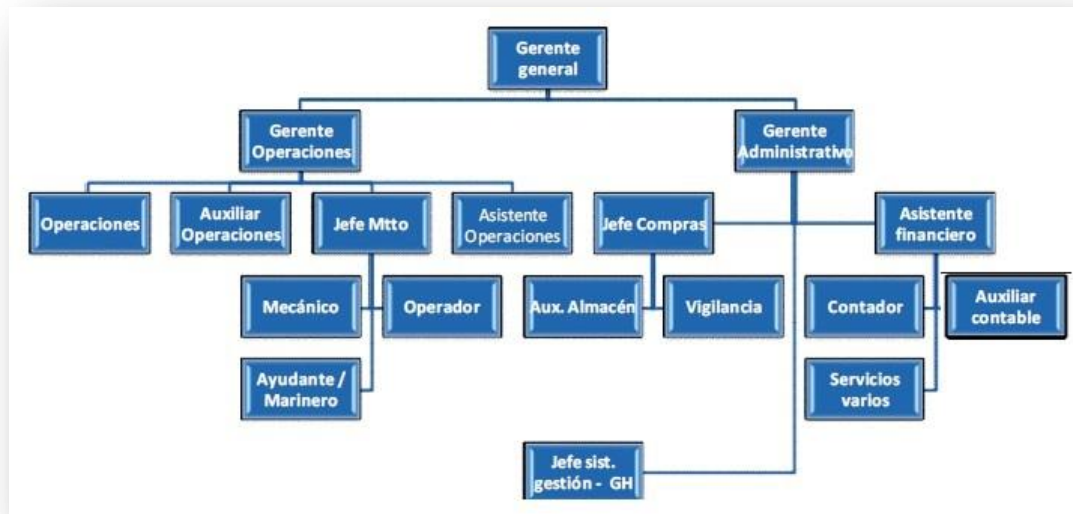 Gerente
general
Gerente
Operaciones
Gerente
Administrativo
Operaciones
Auxiliar
Operaciones
Jefe Mtto
Asistente
Operaciones
Jefe Compras
Asistente
financiero
Mecánico
Operador
Aux. Almacén
Vigilancia
Contador
Auxiliar
contable
Ayudante /
Marinero
Servicios
varios
Jefe sist.
gestión - GH